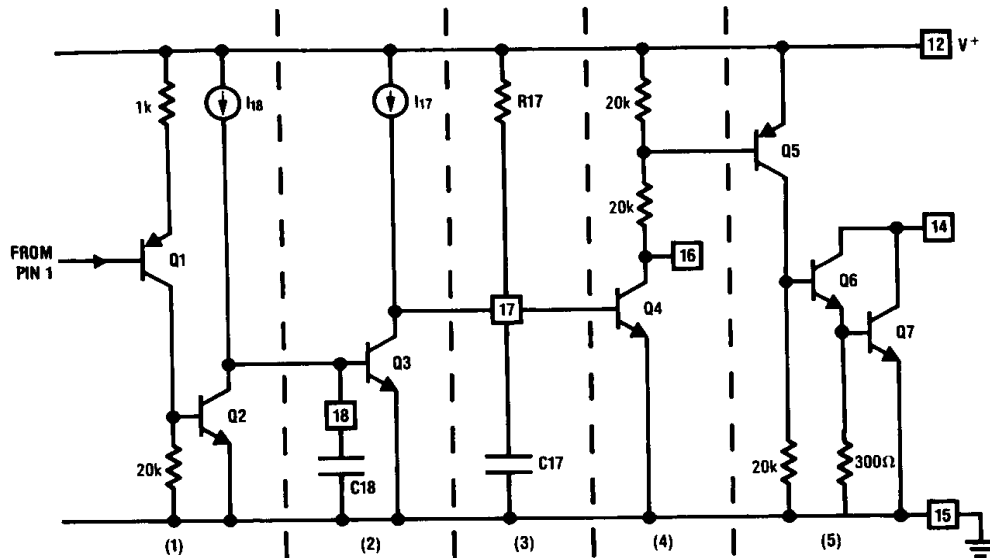 12 V+
1k
I18
I17
R17
20k
Q5
20k
FROM
PIN 1
Q1
16
14
Q6
17
Q4
Q7
Q3
Q2
18
20k
C18
C17
20k
300Ω
15
(1) (2) (3) (4) (5)